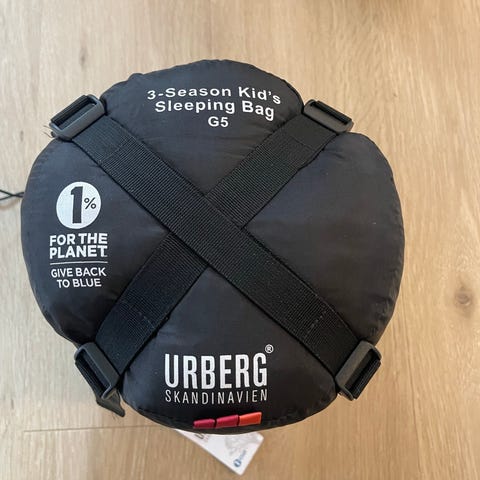 3-Season Kid's
Sleeping Bag
G5
1%
FOR THE
PLANET
GIVE BACK
TO BLUE
URBERG®
SKANDINAVIEN